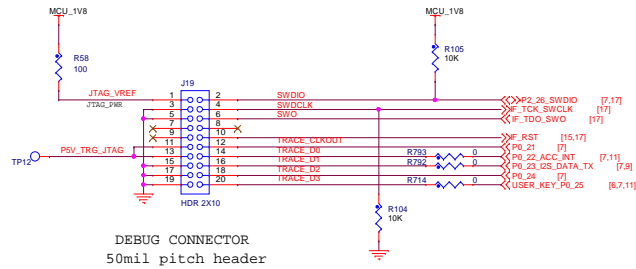 MCU_1V8
MCU_1V8
R58
100
R105
10K
J19
JTAG_VREF
JTAG_PWR
1
2
SWDIO
P2_26_SWDIO [7,17]
3
4
SWDCLK
IF_TCK_SWCLK [17]
5
6
SWO
IF_TDO_SWO [17]
7
8
9
10
IF_RST [15,17]
11
12
TRACE_CLKOUT
P0_21 [7]
TP12
P5V_TRG_JTAG
13
14
TRACE_D0
R793
0
P0_22_ACC_INT [7,11]
15
16
TRACE_D1
R792
0
P0_23_I2S_DATA_TX [7,9]
17
18
TRACE_D2
P0_24 [7]
19
20
TRACE_D3
R714
0
USER_KEY_P0_25 [6,7,11]
HDR 2X10
R104
10K
DEBUG CONNECTOR
50mil pitch header